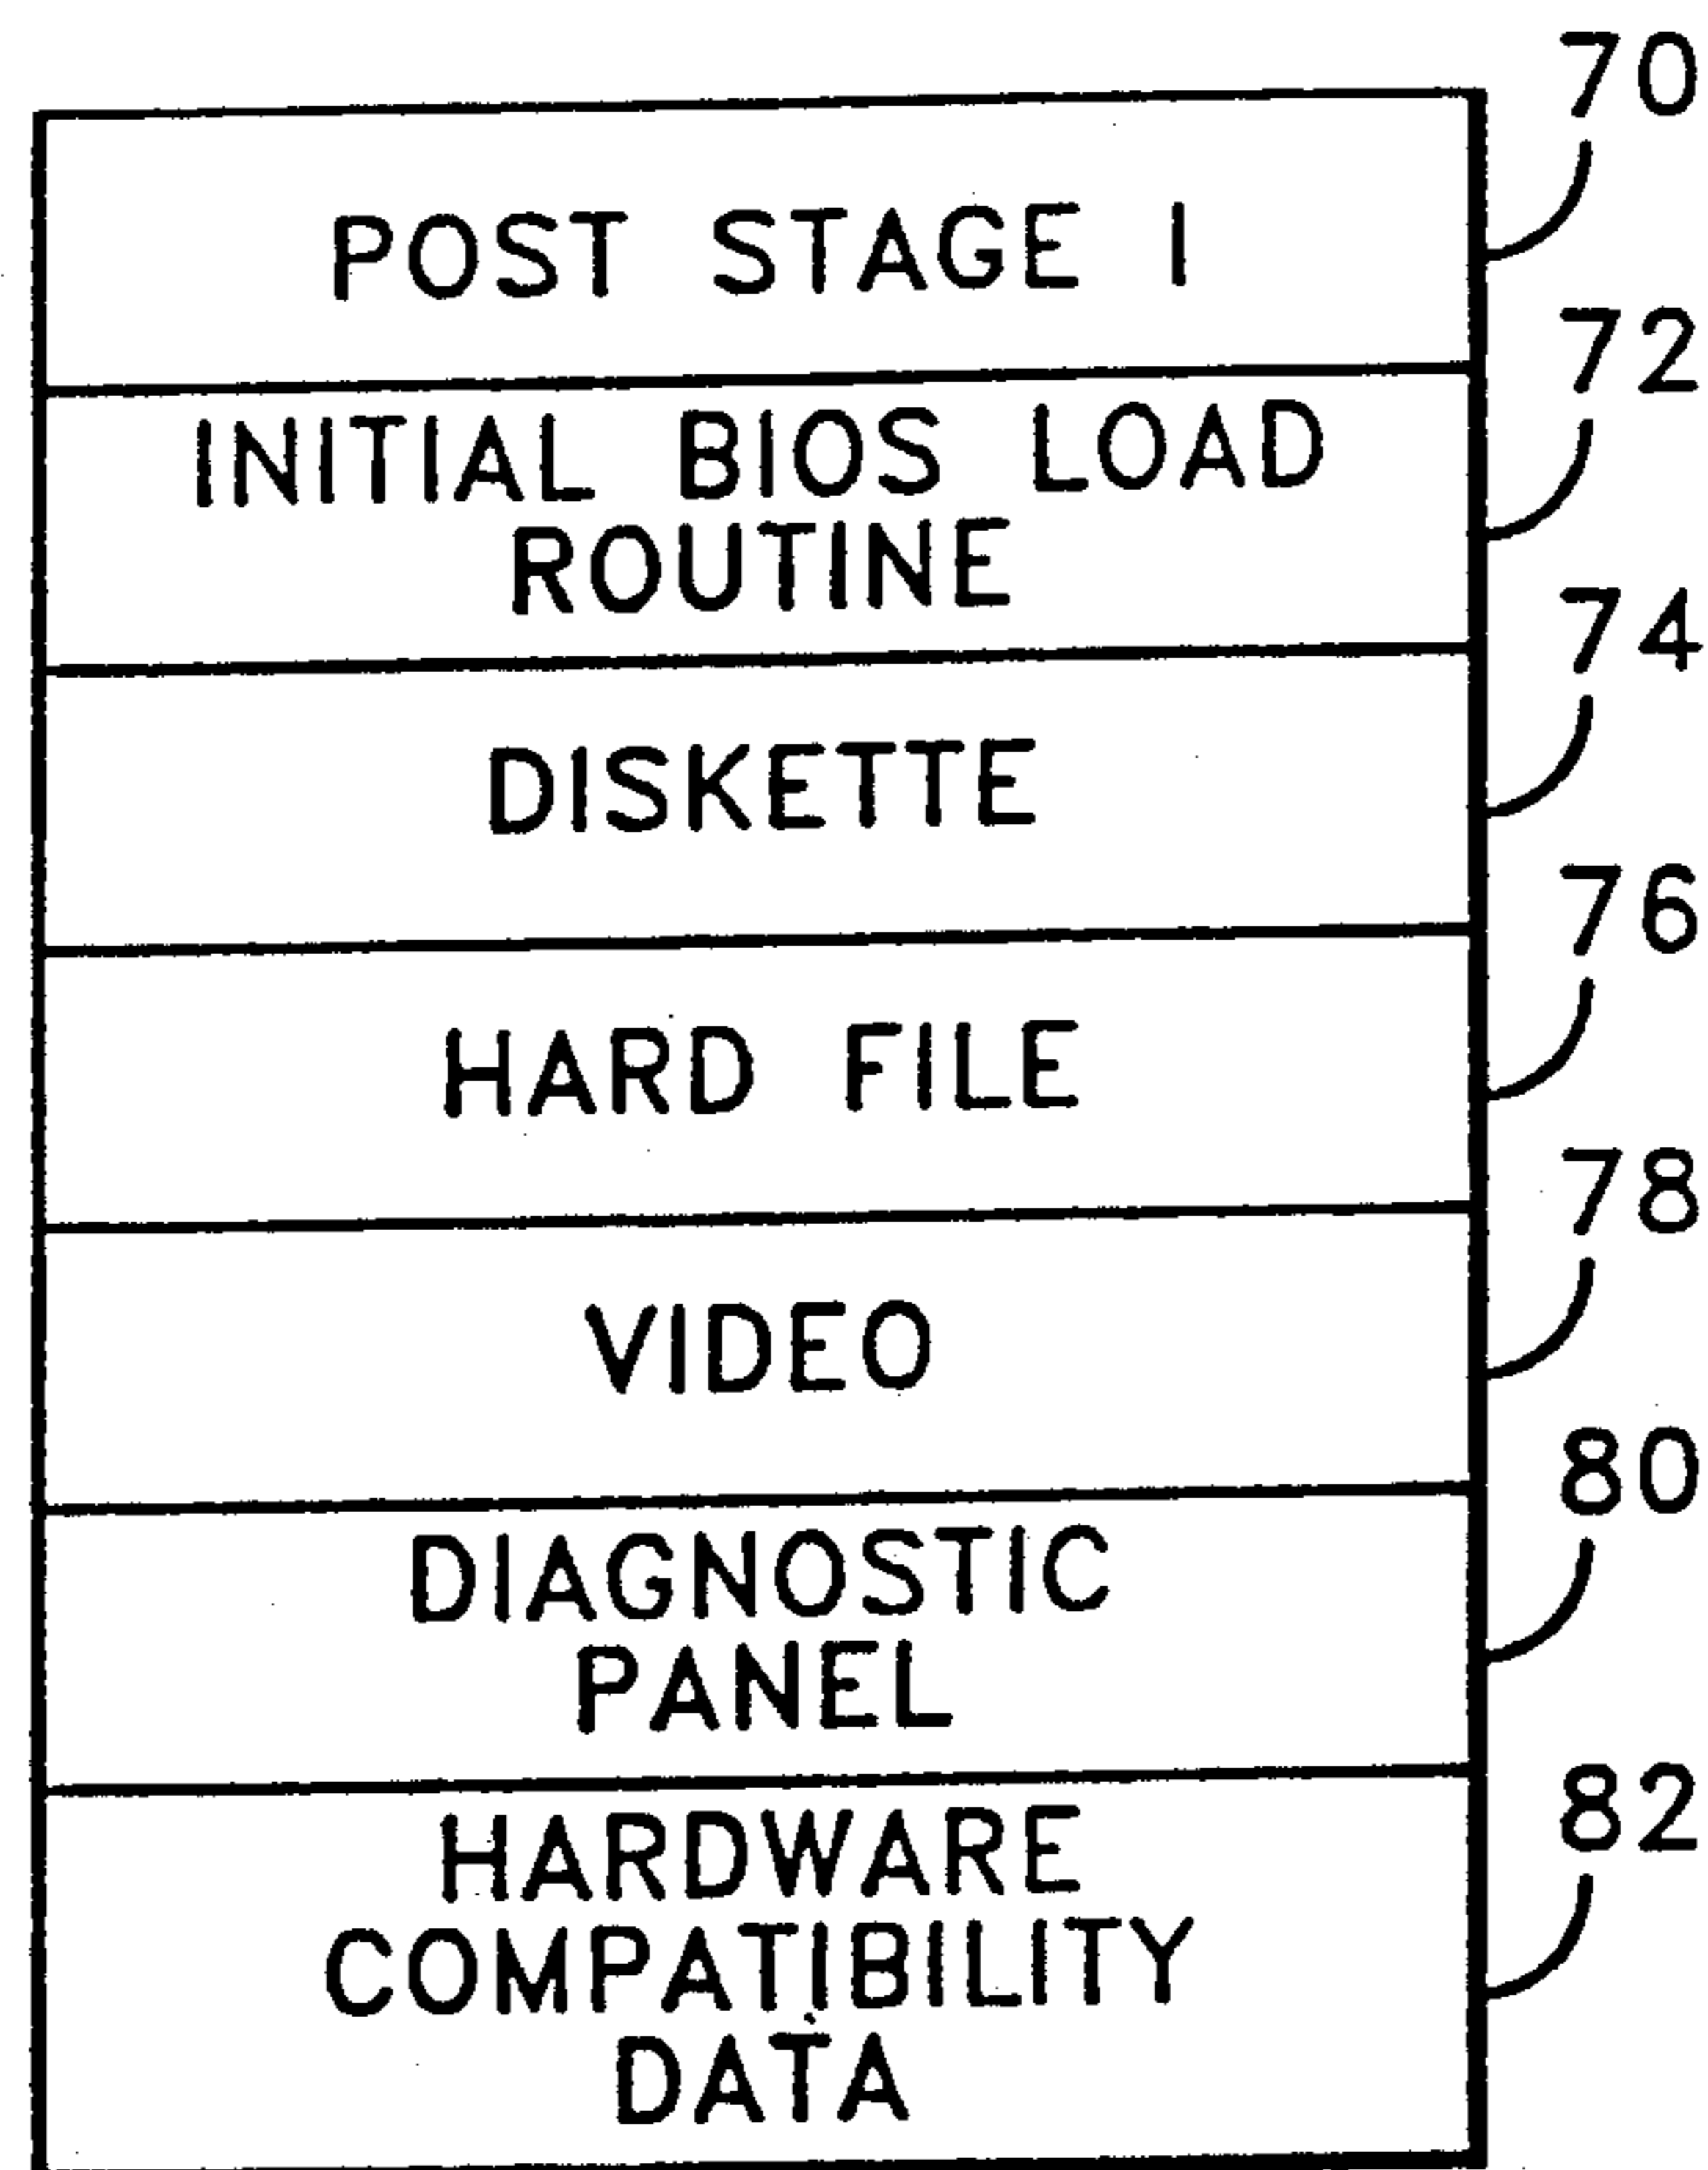 70
POST STAGE I
72
INITIAL BIOS LOAD
ROUTINE
74
DISKETTE
76
HARD FILE
78
VIDEO
80
DIAGNOSTIC
PANEL
82
HARDWARE
COMPATIBILITY
DATA